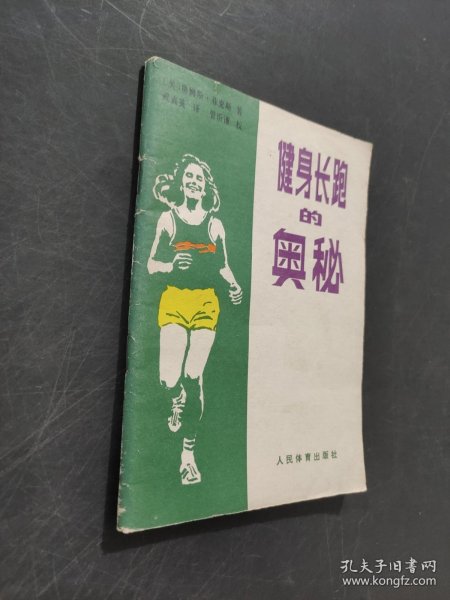 健身长跑
的
奥秘
人民体育出版社
孔夫子旧书网
www.kongfz.com